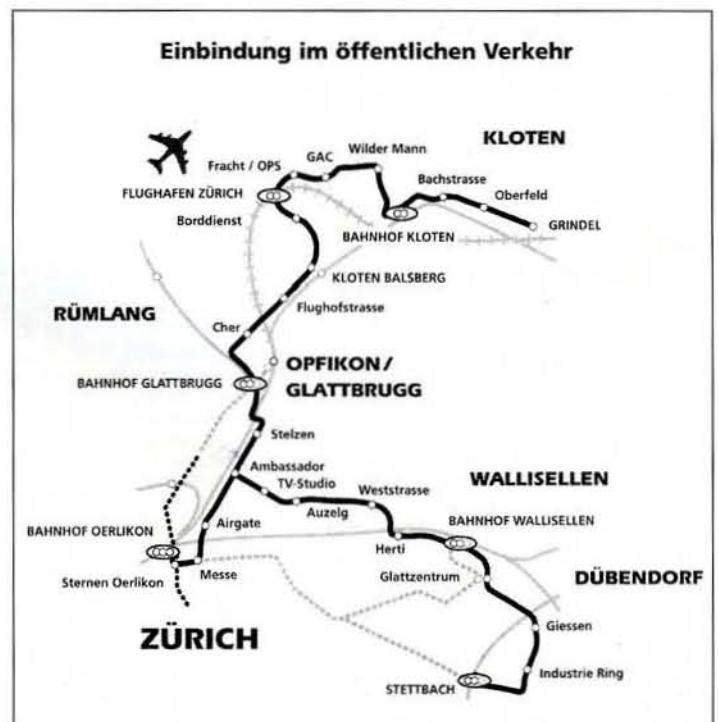 Einbindung im öffentlichen Verkehr
KLOTEN
Wilder Mann
GAC
Fracht / OPS
Bachstrasse
FLUGHAFEN ZÜRICH
Oberfeld
Borddienst
GRINDEL
BAHNHOF KLOTEN
KLOTEN BALSBERG
RÜMLANG
Flughofstrasse
Cher
OPFIKON/
GLATTBRUGG
BAHNHOF GLATTBRUGG
Stelzen
Ambassador
WALLISELLEN
TV-Studio
Weststrasse
Auzelg
BAHNHOF WALLISELLEN
Airgate
BAHNHOF OERLIKON
Herti
Messe
Glattzentrum
DÜBENDORF
Sternen Oerlikon
Giessen
ZÜRICH
Industrie Ring
STETTBACH